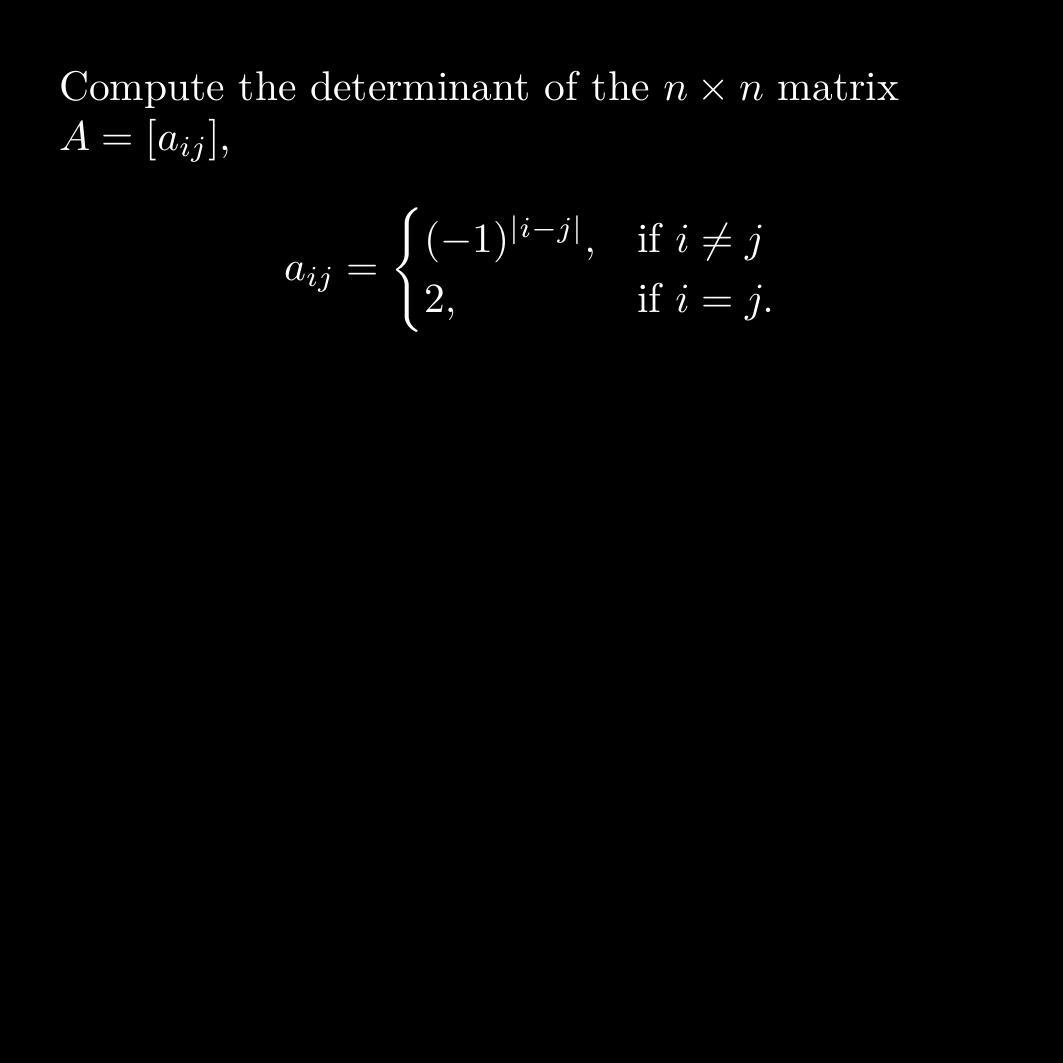 Compute the determinant of the $n \times n$ matrix
$A = [a_{ij}],$
$a_{ij} = \begin{cases} (-1)^{|i-j|}, & \text{if } i \neq j \\ 2, & \text{if } i = j. \end{cases}$